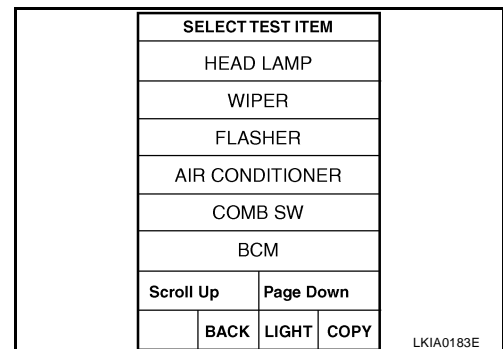 SELECT TEST ITEM
HEAD LAMP
WIPER
FLASHER
AIR CONDITIONER
COMB SW
BCM
Scroll Up Page Down
BACK LIGHT COPY
LKIA0183E